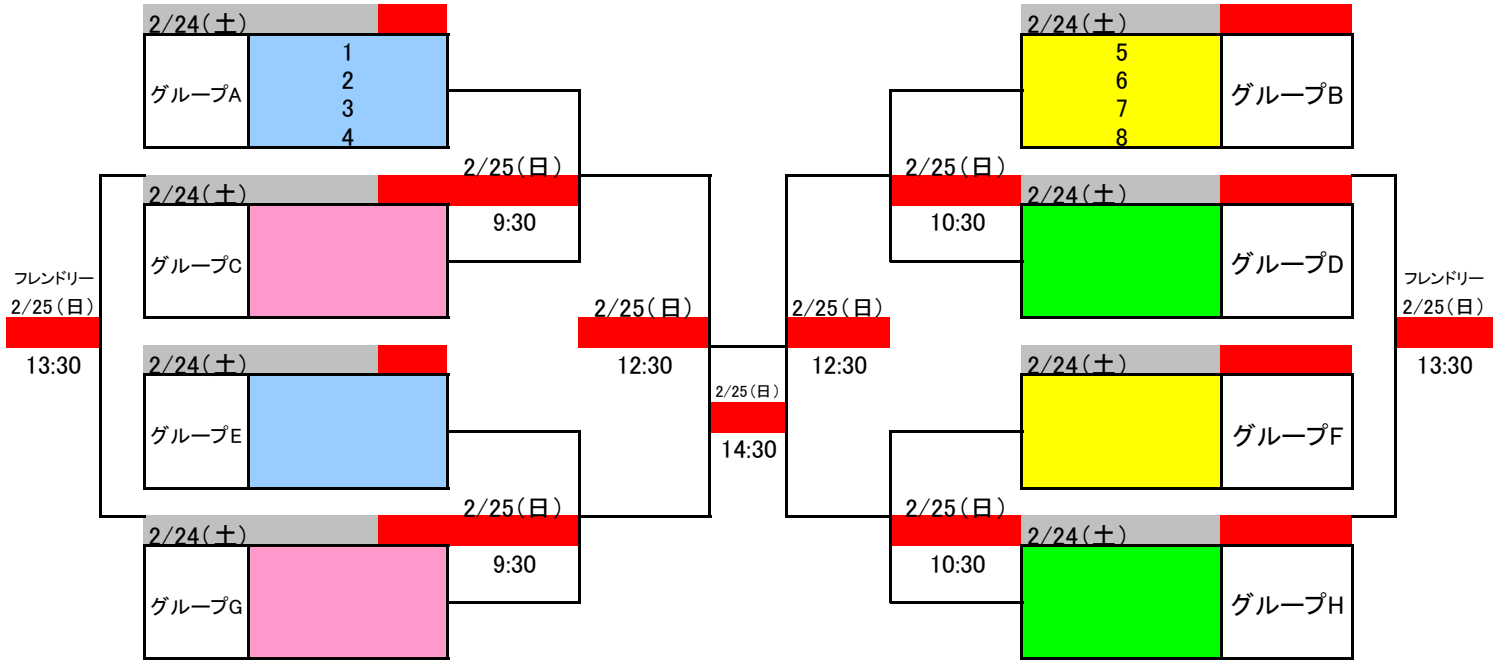 2/24(土)
グループA
1
2
3
4
2/25(日)
9:30
2/24(土)
グループC
フレンドリー
2/25(日)
13:30
2/25(日)
12:30
2/24(土)
グループE
2/25(日)
9:30
2/24(土)
グループG
2/25(日)
14:30
2/24(土)
5
6
7
8
グループB
2/25(日)
10:30
2/24(土)
グループD
2/25(日)
12:30
フレンドリー
2/25(日)
13:30
2/24(土)
グループF
2/25(日)
10:30
2/24(土)
グループH